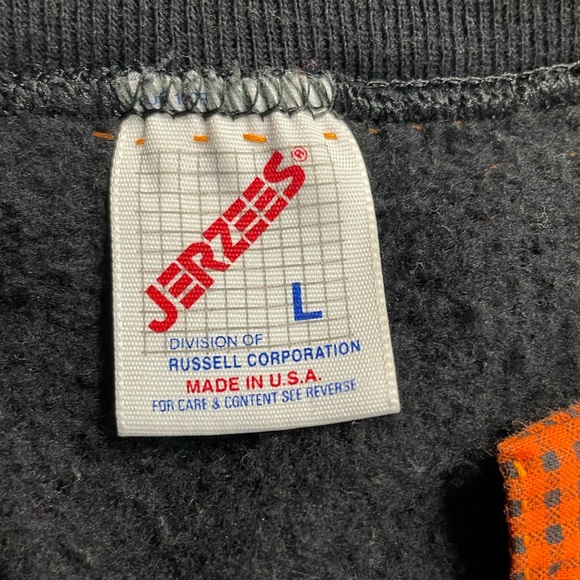 JERZEES®
L
DIVISION OF
RUSSELL CORPORATION
MADE IN U.S.A.
FOR CARE & CONTENT SEE REVERSE